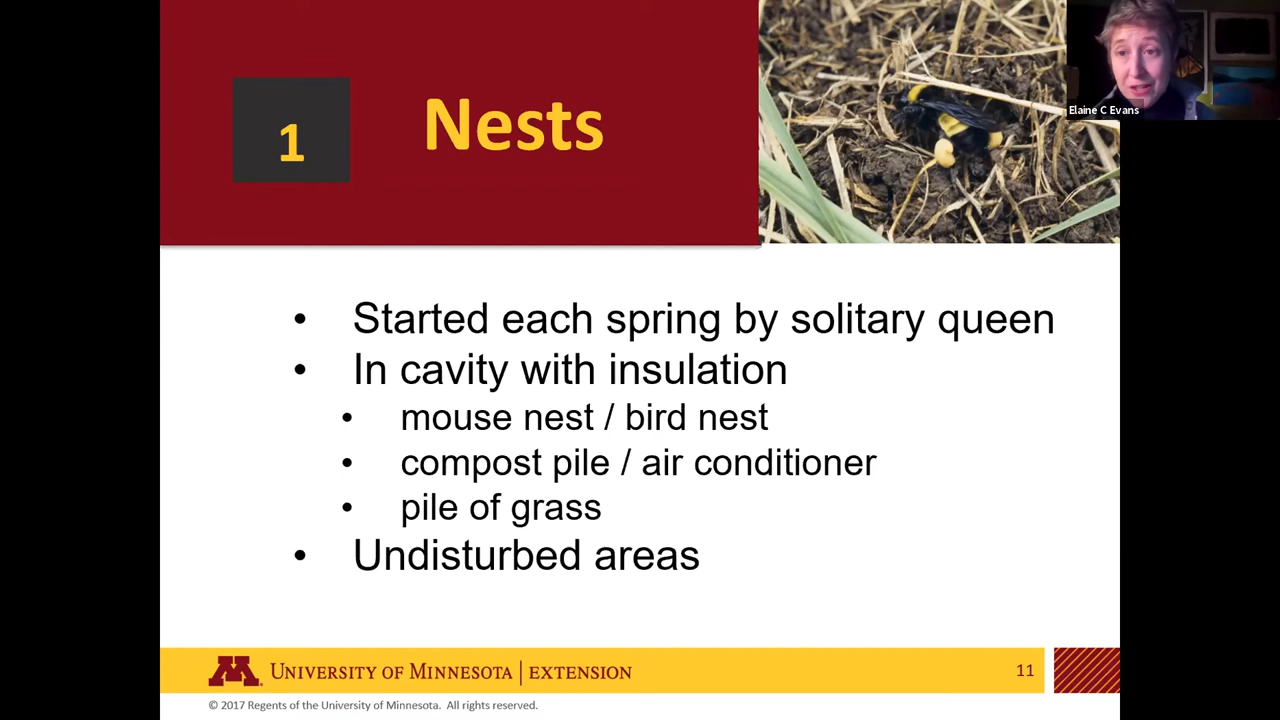 1
Nests
Elaine C Evans
• Started each spring by solitary queen
• In cavity with insulation
• mouse nest / bird nest
• compost pile / air conditioner
• pile of grass
• Undisturbed areas
M UNIVERSITY OF MINNESOTA | EXTENSION
11
© 2017 Regents of the University of Minnesota. All rights reserved.